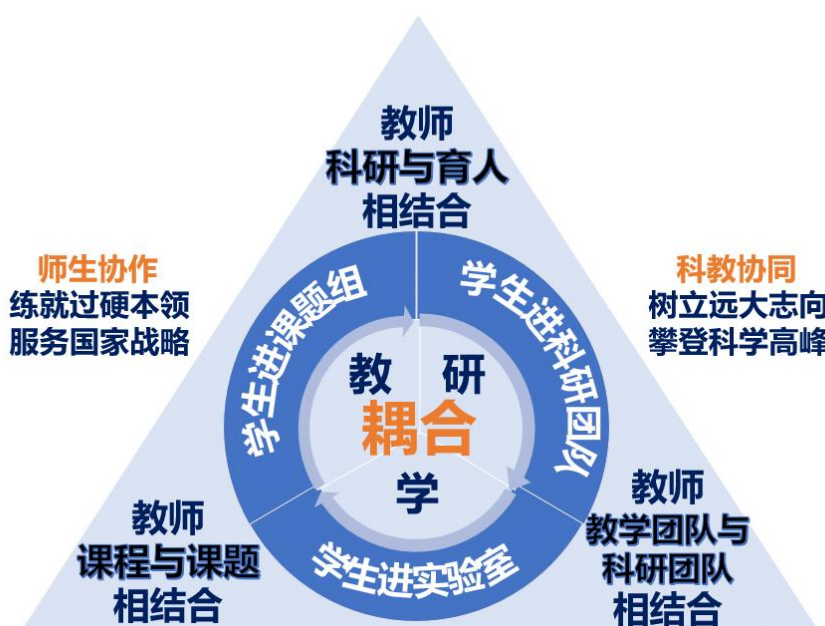 教师
科研与育人
相结合
师生协作
练就过硬本领
服务国家战略
科教协同
树立远大志向
攀登科学高峰
学生进课题组
学生进科研团队
教 研
耦合
学
学生进实验室
教师
课程与课题
相结合
教师
教学团队与
科研团队
相结合